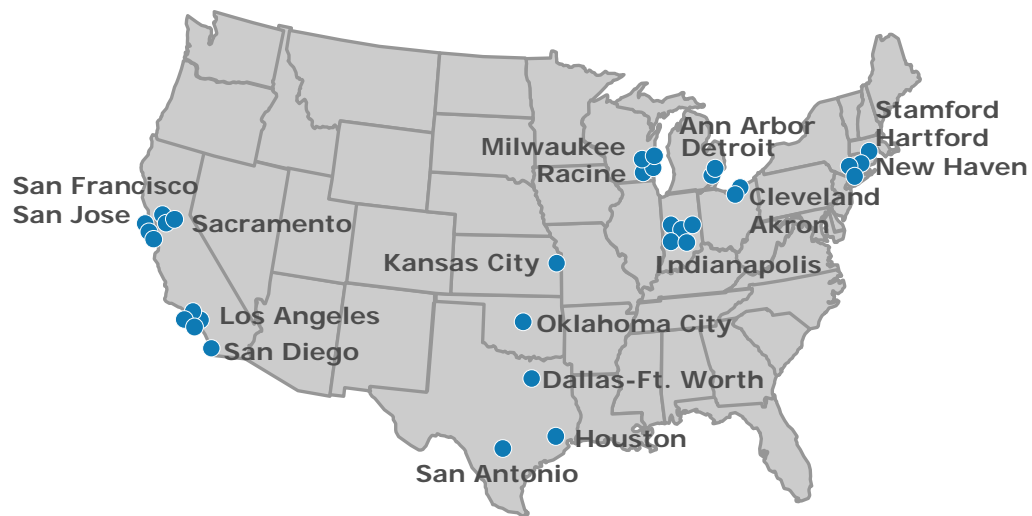 Stamford
Ann Arbor
Hartford
Milwaukee
Detroit
Racine
New Haven
San Francisco
San Jose
Sacramento
Cleveland
Akron
Kansas City
Indianapolis
Los Angeles
Oklahoma City
San Diego
Dallas-Ft. Worth
Houston
San Antonio